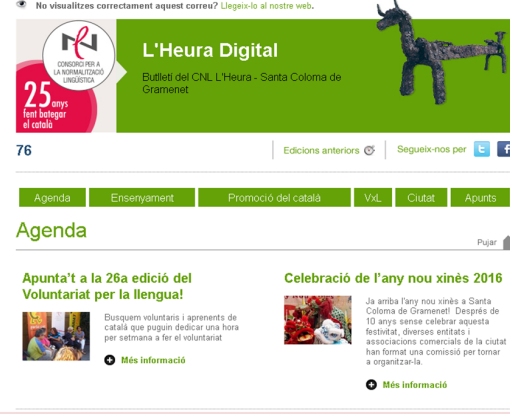 No visualitzes correctament aquest correu? Llegeix-lo al nostre web.
CONSORCI PER A
LA NORMALITZACIÓ
LINGÜÍSTICA
25 anys
fent bategar
el català
L'Heura Digital
Butlletí del CNL L'Heura - Santa Coloma de
Gramenet
76
Edicions anteriors
Segueix-nos per
Agenda
Ensenyament
Promoció del català
VxL
Ciutat
Apunts
Agenda
Pujar
Apunta't a la 26a edició del
Voluntariat per la llengua!
Busquem voluntaris i aprenents de
català que puguin dedicar una hora
per setmana a fer el voluntariat
Més informació
Celebració de l'any nou xinès 2016
Ja arriba l'any nou xinès a Santa
Coloma de Gramenet! Després de
10 anys sense celebrar aquesta
festivitat, diverses entitats i
associacions comercials de la ciutat
han format una comissió per tornar
a organitzar-la.
Més informació